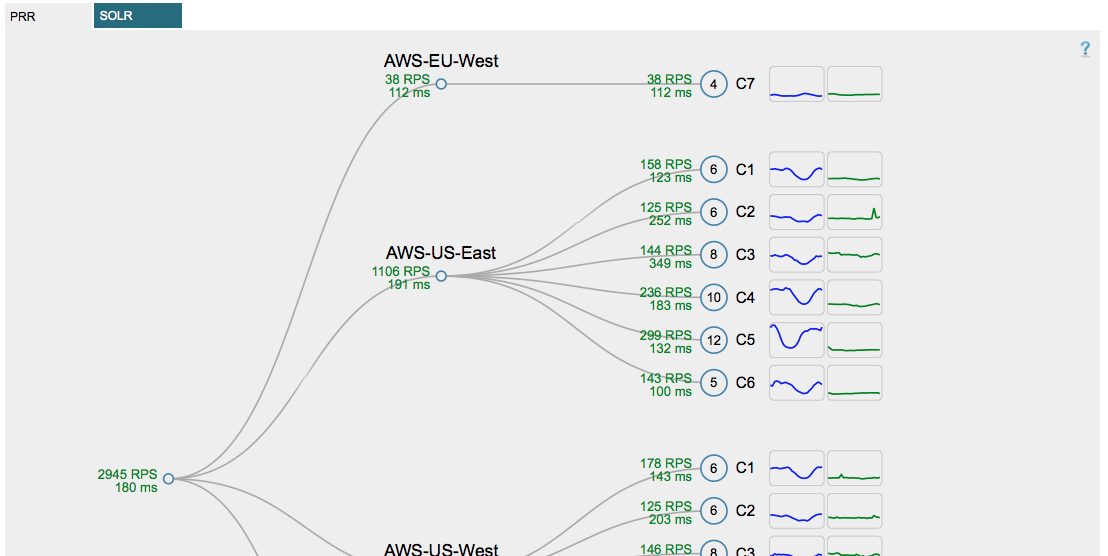 PRR
SOLR
?
AWS-EU-West
38 RPS
112 ms
38 RPS
112 ms
4
C7
158 RPS
123 ms
6
C1
125 RPS
252 ms
6
C2
AWS-US-East
1106 RPS
191 ms
144 RPS
349 ms
8
C3
236 RPS
183 ms
10
C4
299 RPS
132 ms
12
C5
143 RPS
100 ms
5
C6
2945 RPS
180 ms
178 RPS
143 ms
6
C1
125 RPS
203 ms
6
C2
AWS-US-West
146 RPS
8
C3